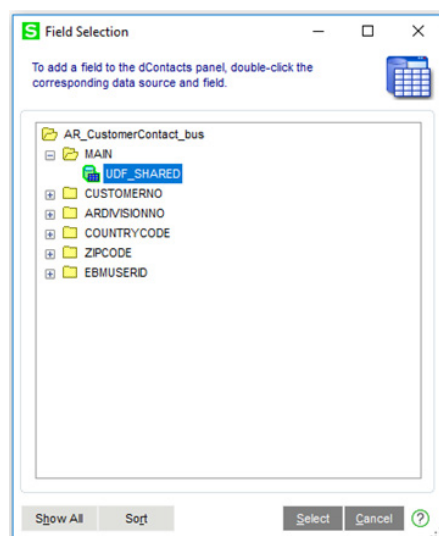 S Field Selection
To add a field to the dContacts panel, double-click the
corresponding data source and field.
AR_CustomerContact_bus
MAIN
UDF_SHARED
CUSTOMERNO
ARDIVISIONNO
COUNTRYCODE
ZIPCODE
EBMUSERID
Show All Sort Select Cancel ?